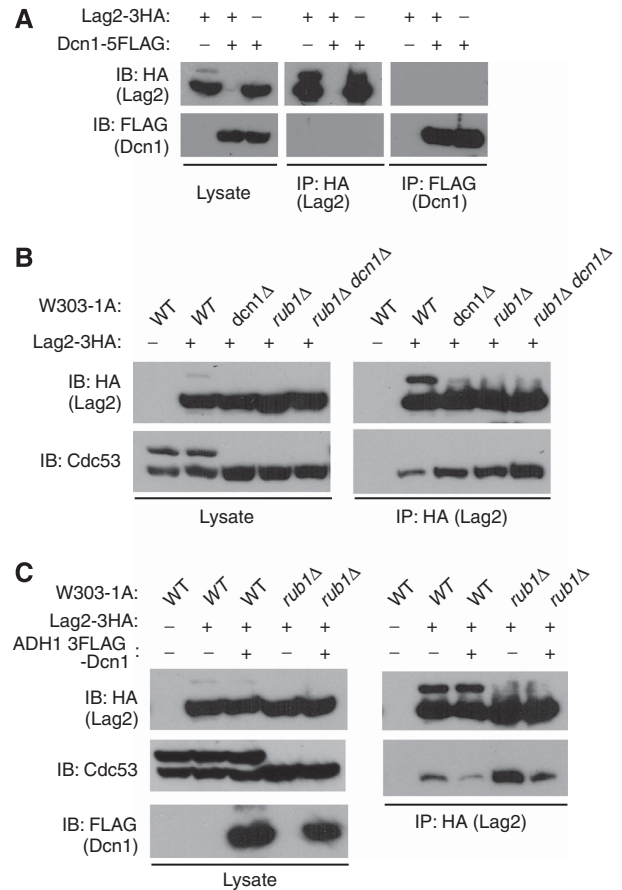 A
Lag2-3HA: + + – + + – + + –
Dcn1-5FLAG: – + + – + + – + +
IB: HA
(Lag2)
IB: FLAG
(Dcn1)
Lysate
IP: HA
(Lag2)
IP: FLAG
(Dcn1)
B
W303-1A: WT WT dcn1Δ rub1Δ rub1Δ dcn1Δ WT WT dcn1Δ rub1Δ rub1Δ dcn1Δ
Lag2-3HA: – + + + + – + + + +
IB: HA
(Lag2)
IB: Cdc53
Lysate
IP: HA (Lag2)
C
W303-1A: WT WT WT rub1Δ rub1Δ WT WT WT rub1Δ rub1Δ
Lag2-3HA: – + + + + – + + + +
ADH1 3FLAG
-Dcn1 : – – + – + – – + – +
IB: HA
(Lag2)
IB: Cdc53
IB: FLAG
(Dcn1)
Lysate
IP: HA (Lag2)